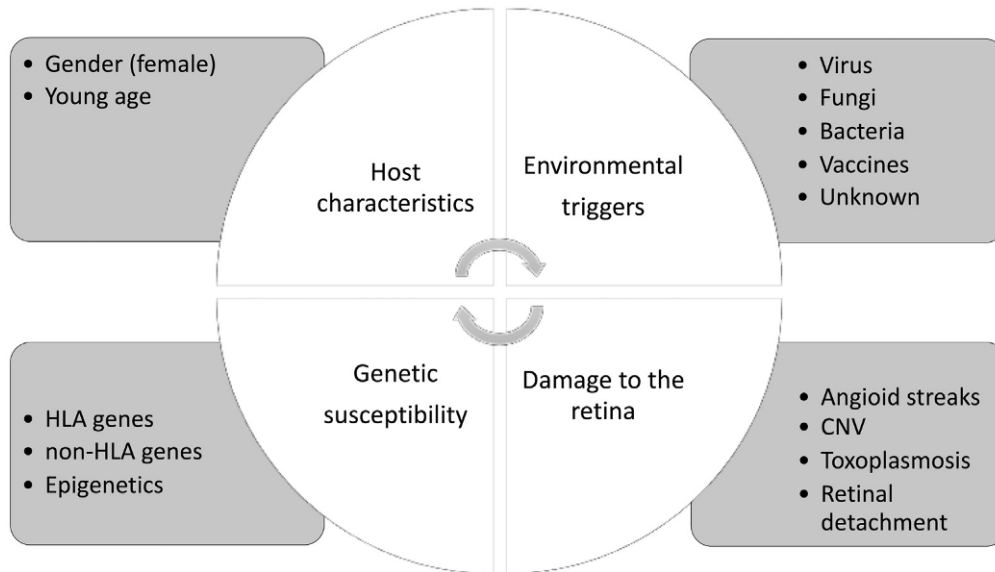 • Gender (female)
• Young age
Host
characteristics
Environmental
triggers
• Virus
• Fungi
• Bacteria
• Vaccines
• Unknown
• HLA genes
• non-HLA genes
• Epigenetics
Genetic
susceptibility
Damage to the
retina
• Angioid streaks
• CNV
• Toxoplasmosis
• Retinal
detachment